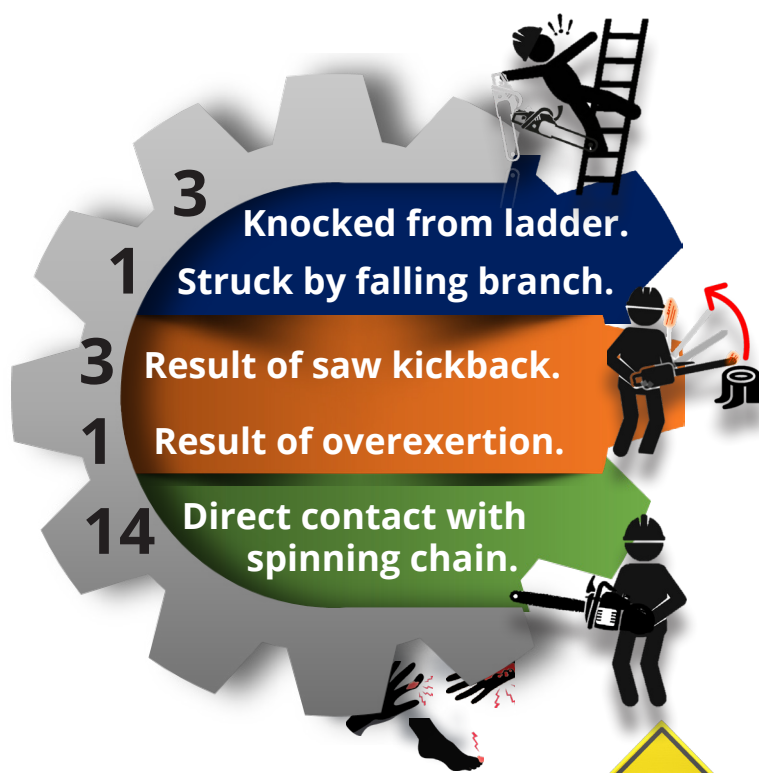 3 Knocked from ladder.
1 Struck by falling branch.
3 Result of saw kickback.
1 Result of overexertion.
14 Direct contact with
spinning chain.